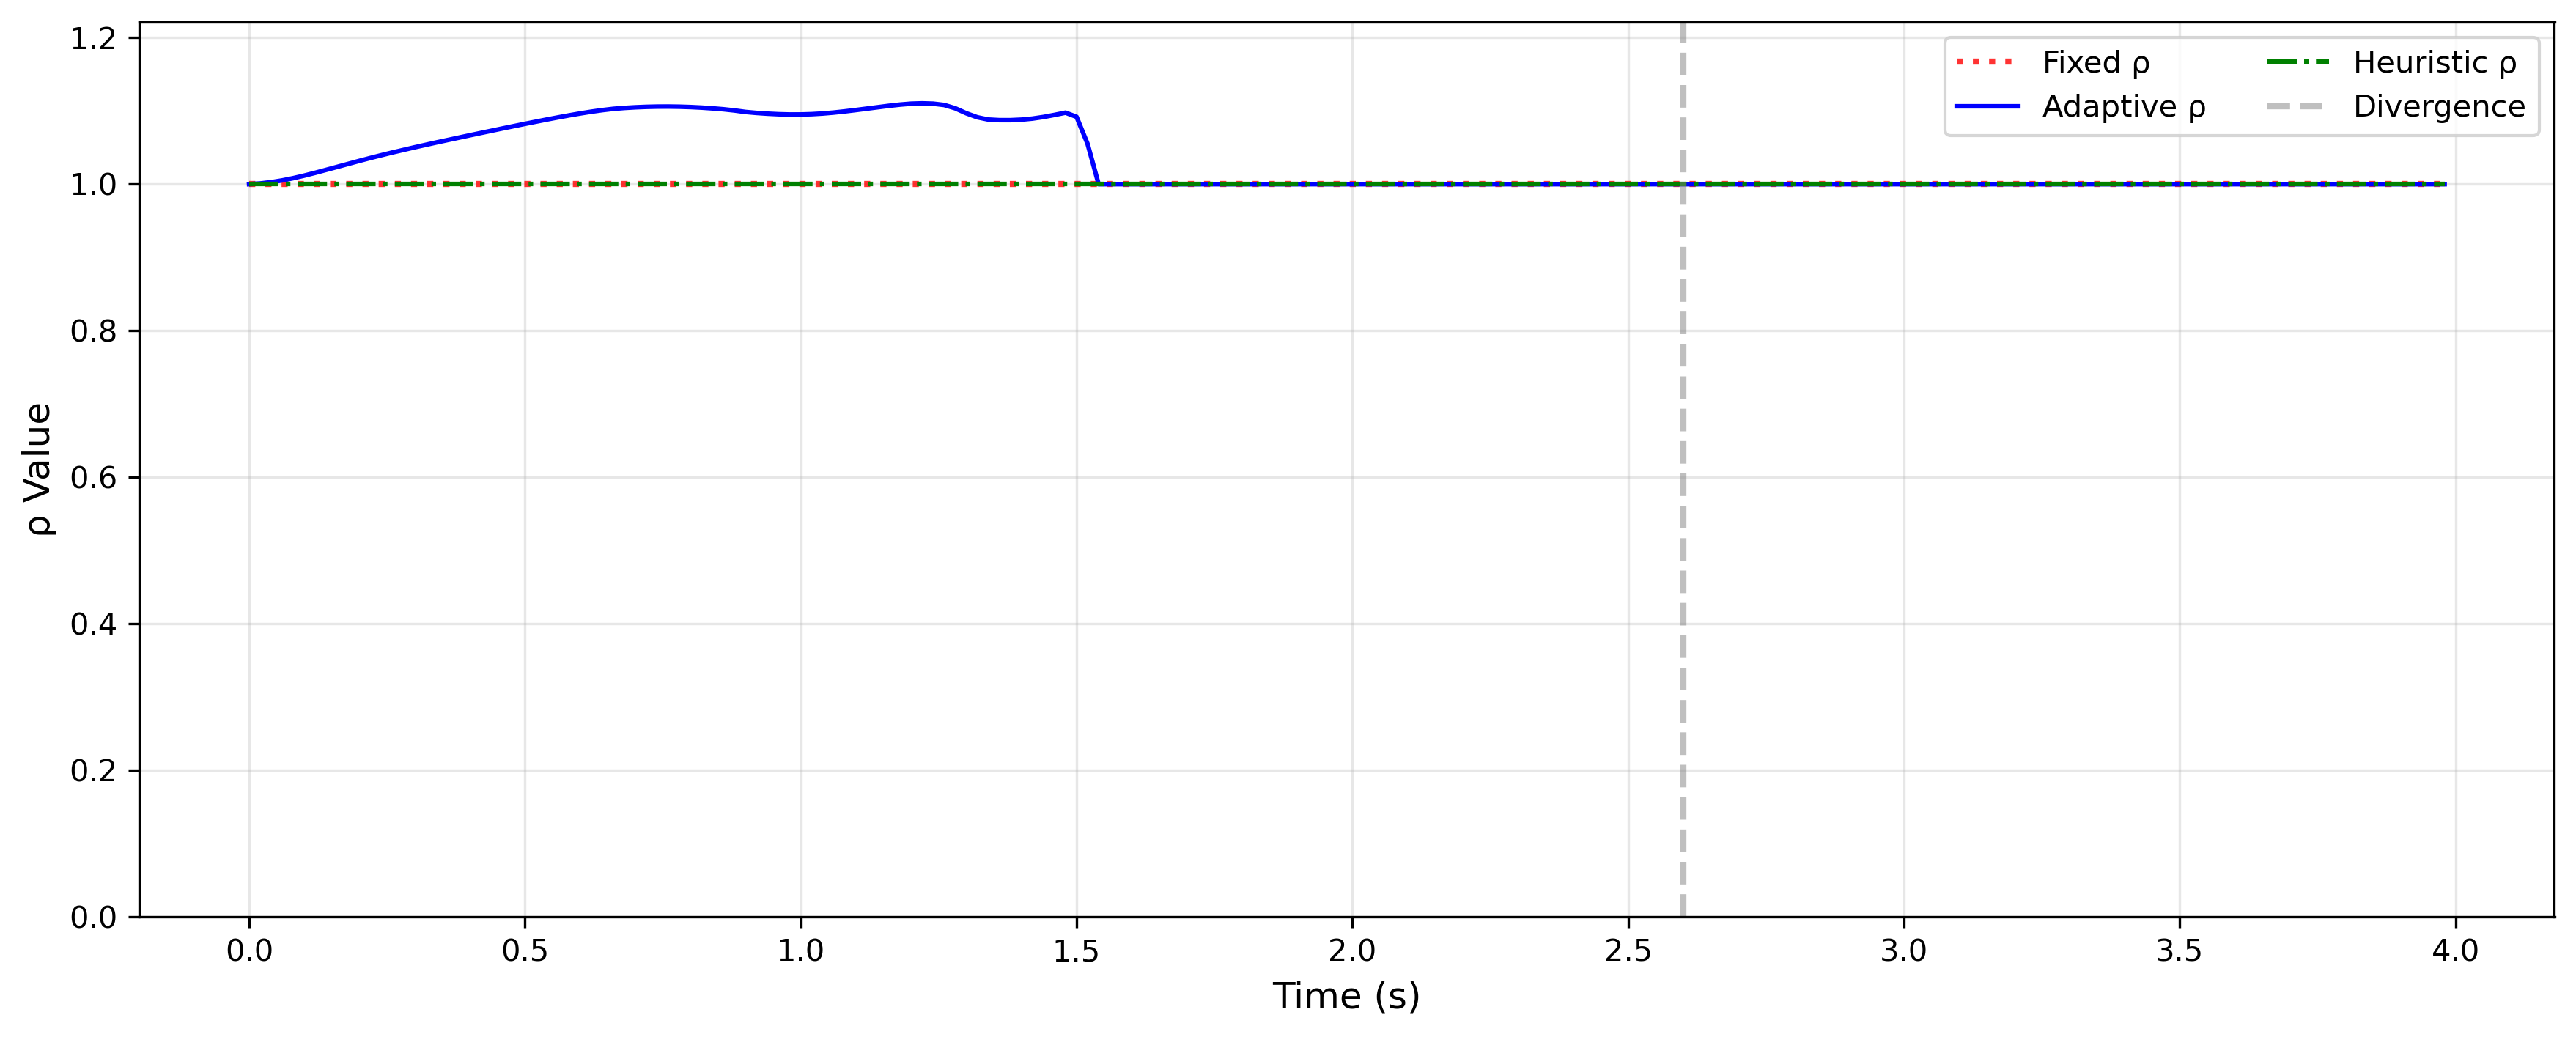 1.2
1.0
0.8
0.6
0.4
0.2
0.0
ρ Value
Fixed ρ
Adaptive ρ
Heuristic ρ
Divergence
0.0 0.5 1.0 1.5 2.0 2.5 3.0 3.5 4.0
Time (s)